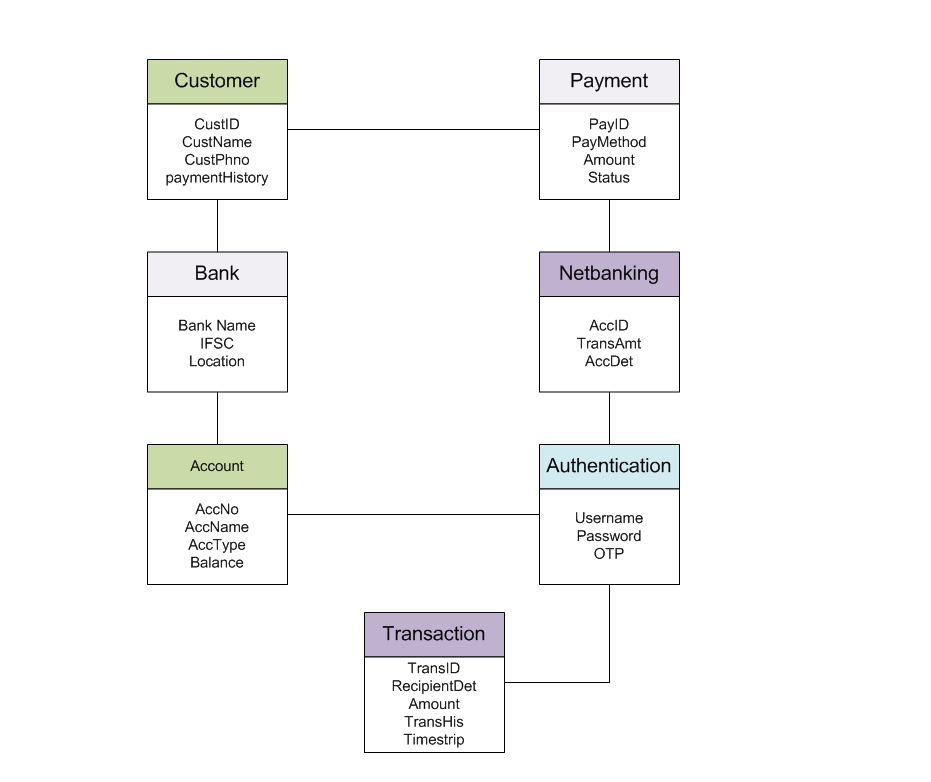 Customer
CustID
CustName
CustPhno
paymentHistory
Payment
PayID
PayMethod
Amount
Status
Bank
Bank Name
IFSC
Location
Netbanking
AccID
TransAmt
AccDet
Account
AccNo
AccName
AccType
Balance
Authentication
Username
Password
OTP
Transaction
TransID
RecipientDet
Amount
TransHis
Timestrip